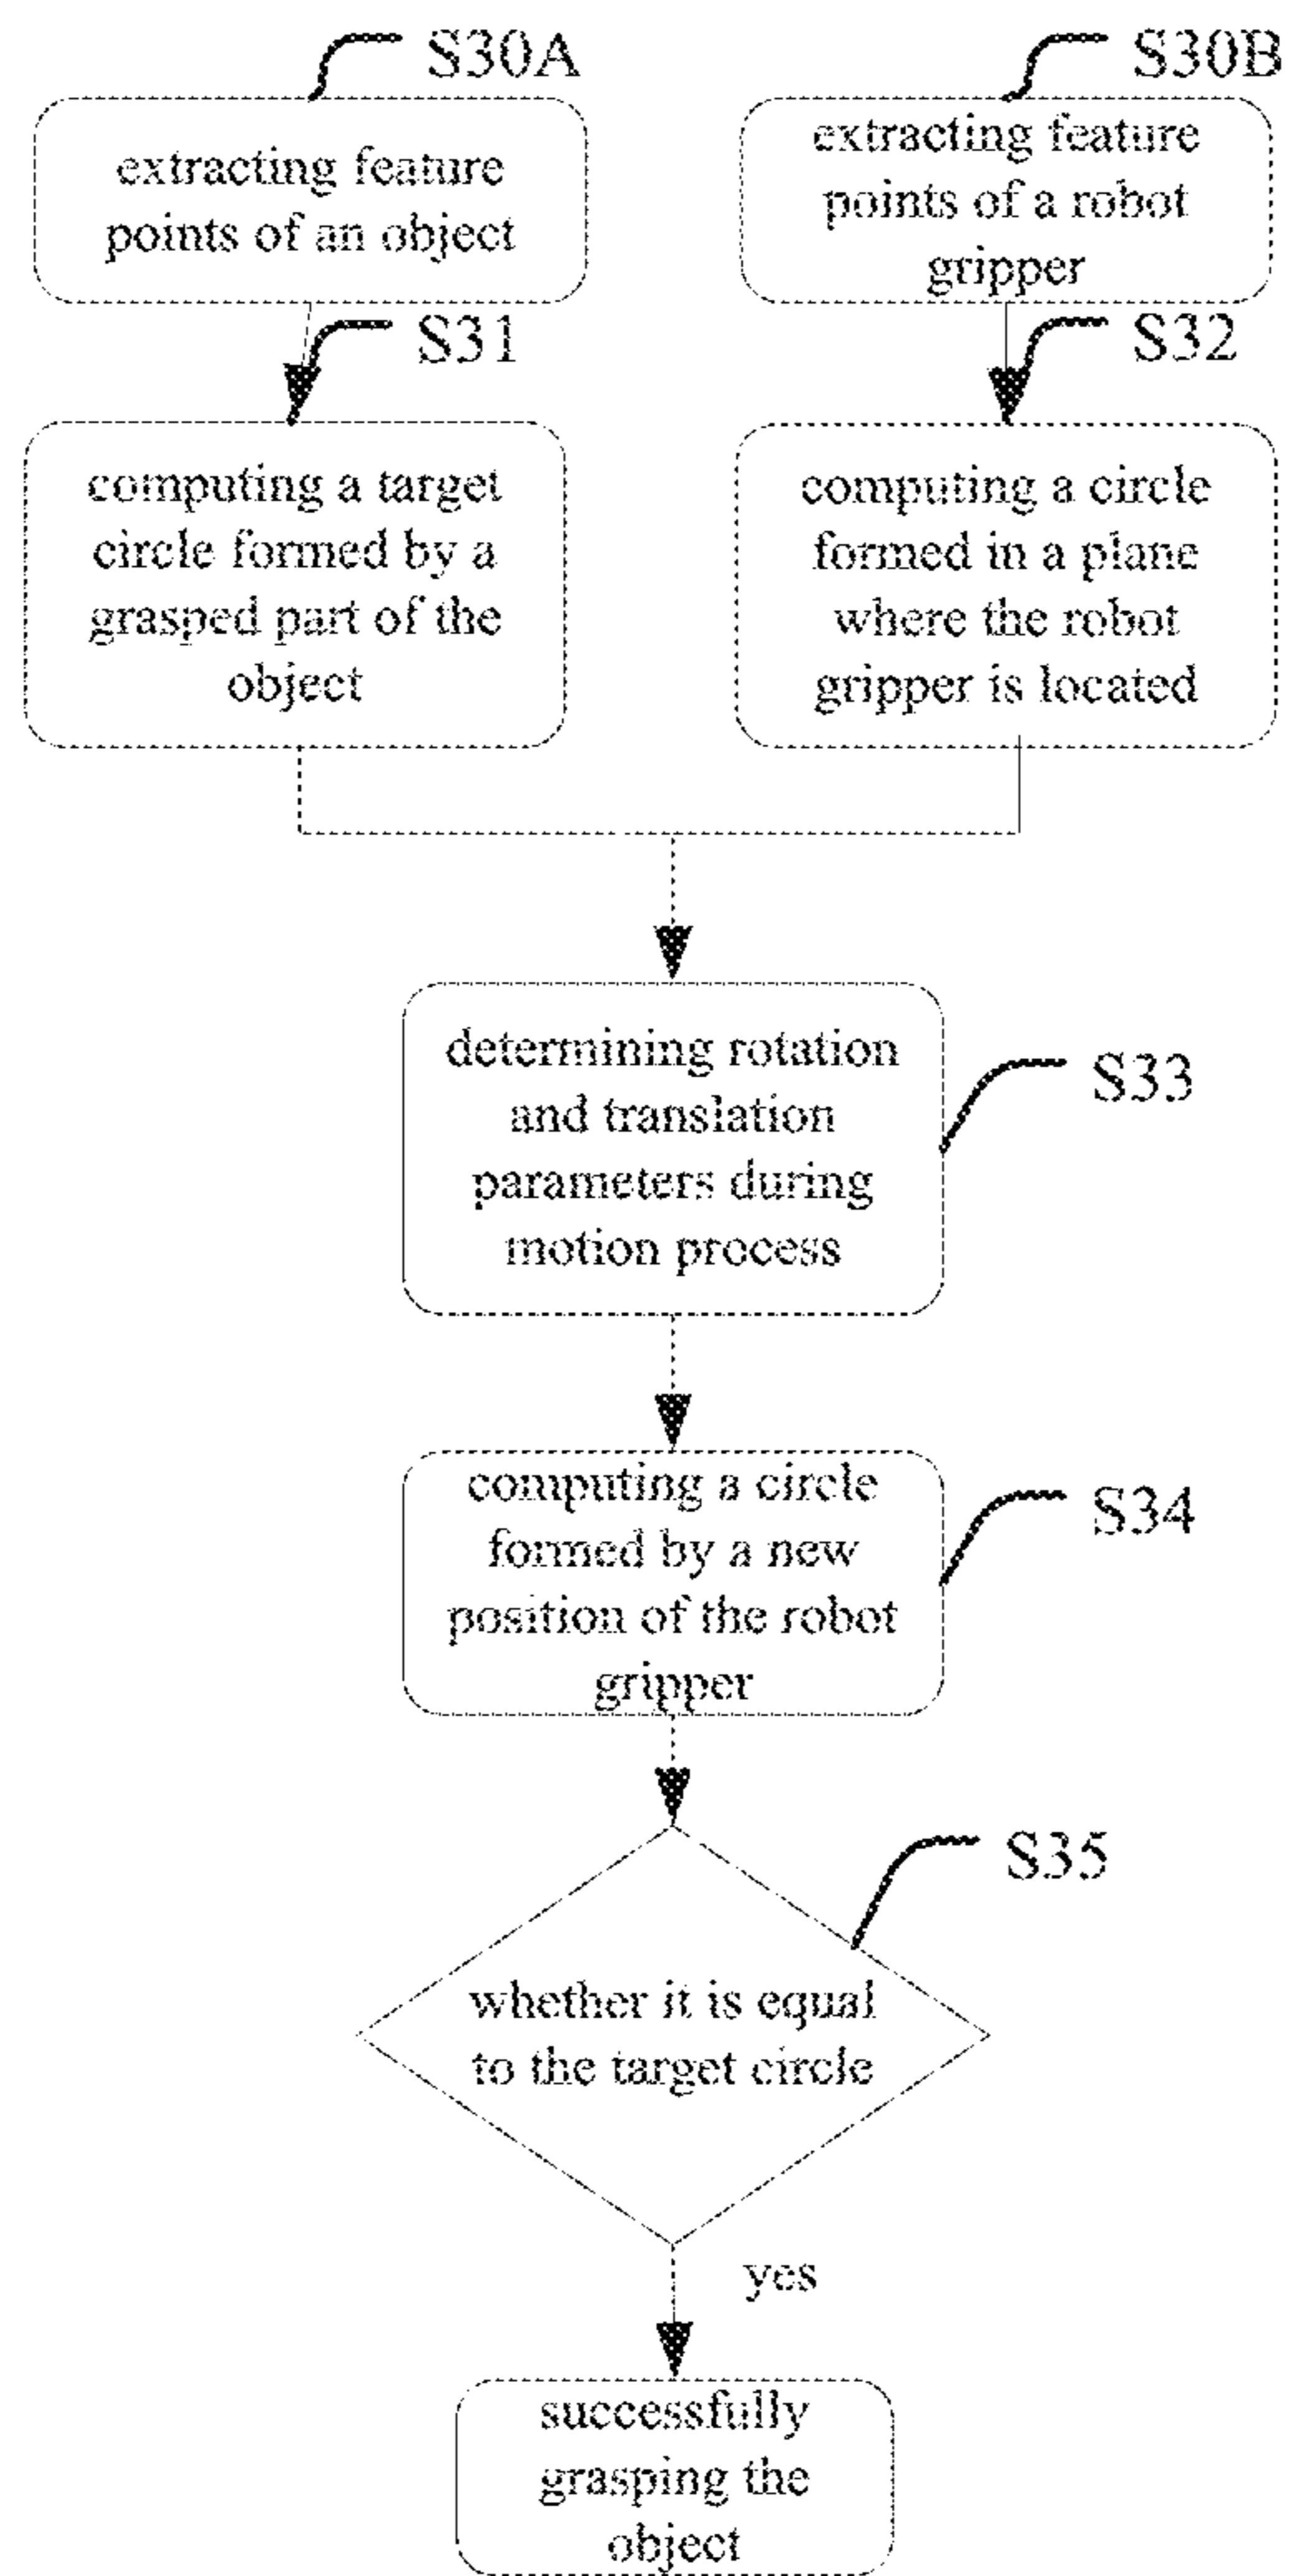 S30A
extracting feature
points of an object
S30B
extracting feature
points of a robot
gripper
S31
computing a target
circle formed by a
grasped part of the
object
S32
computing a circle
formed in a plane
where the robot
gripper is located
determining rotation
and translation
parameters during
motion process
S33
computing a circle
formed by a new
position of the robot
gripper
S34
S35
whether it is equal
to the target circle
yes
successfully
grasping the
object